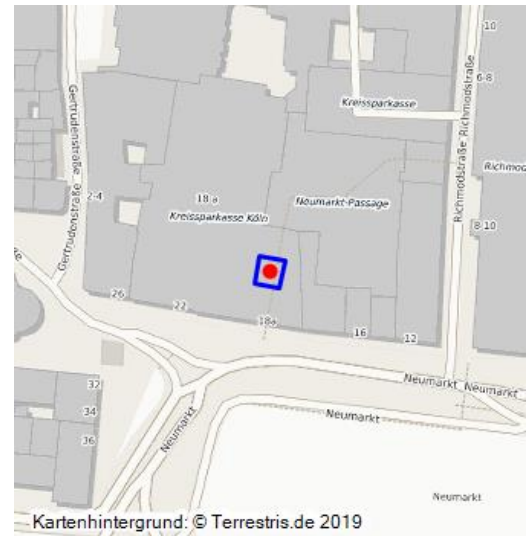 10
6-8
Kreissparkasse
Gertrudenstraße
Gertrudenstraße
Richmodstraße
Richmodstraße
2-4
18 a
Kreissparkasse Köln
Neumarkt-Passage
8-10
26
22
18a
16
12
32
34
36
Neumarkt
Neumarkt
Neumarkt
Neumarkt
Neumarkt
Kartenhintergrund: © Terrestris.de 2019